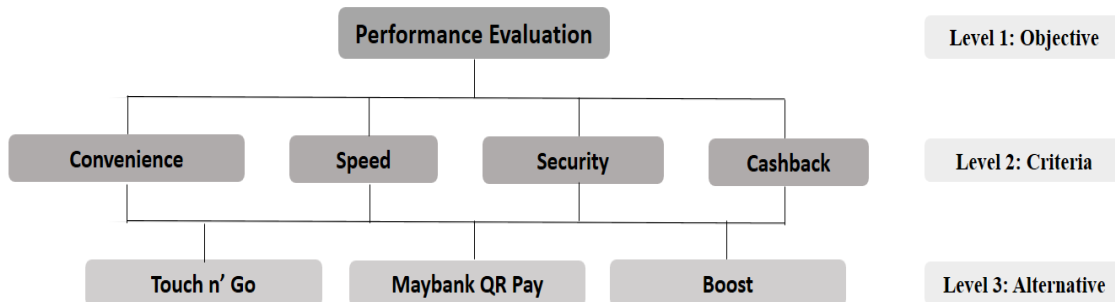 Performance Evaluation
Level 1: Objective
Convenience
Speed
Security
Cashback
Level 2: Criteria
Touch n’ Go
Maybank QR Pay
Boost
Level 3: Alternative